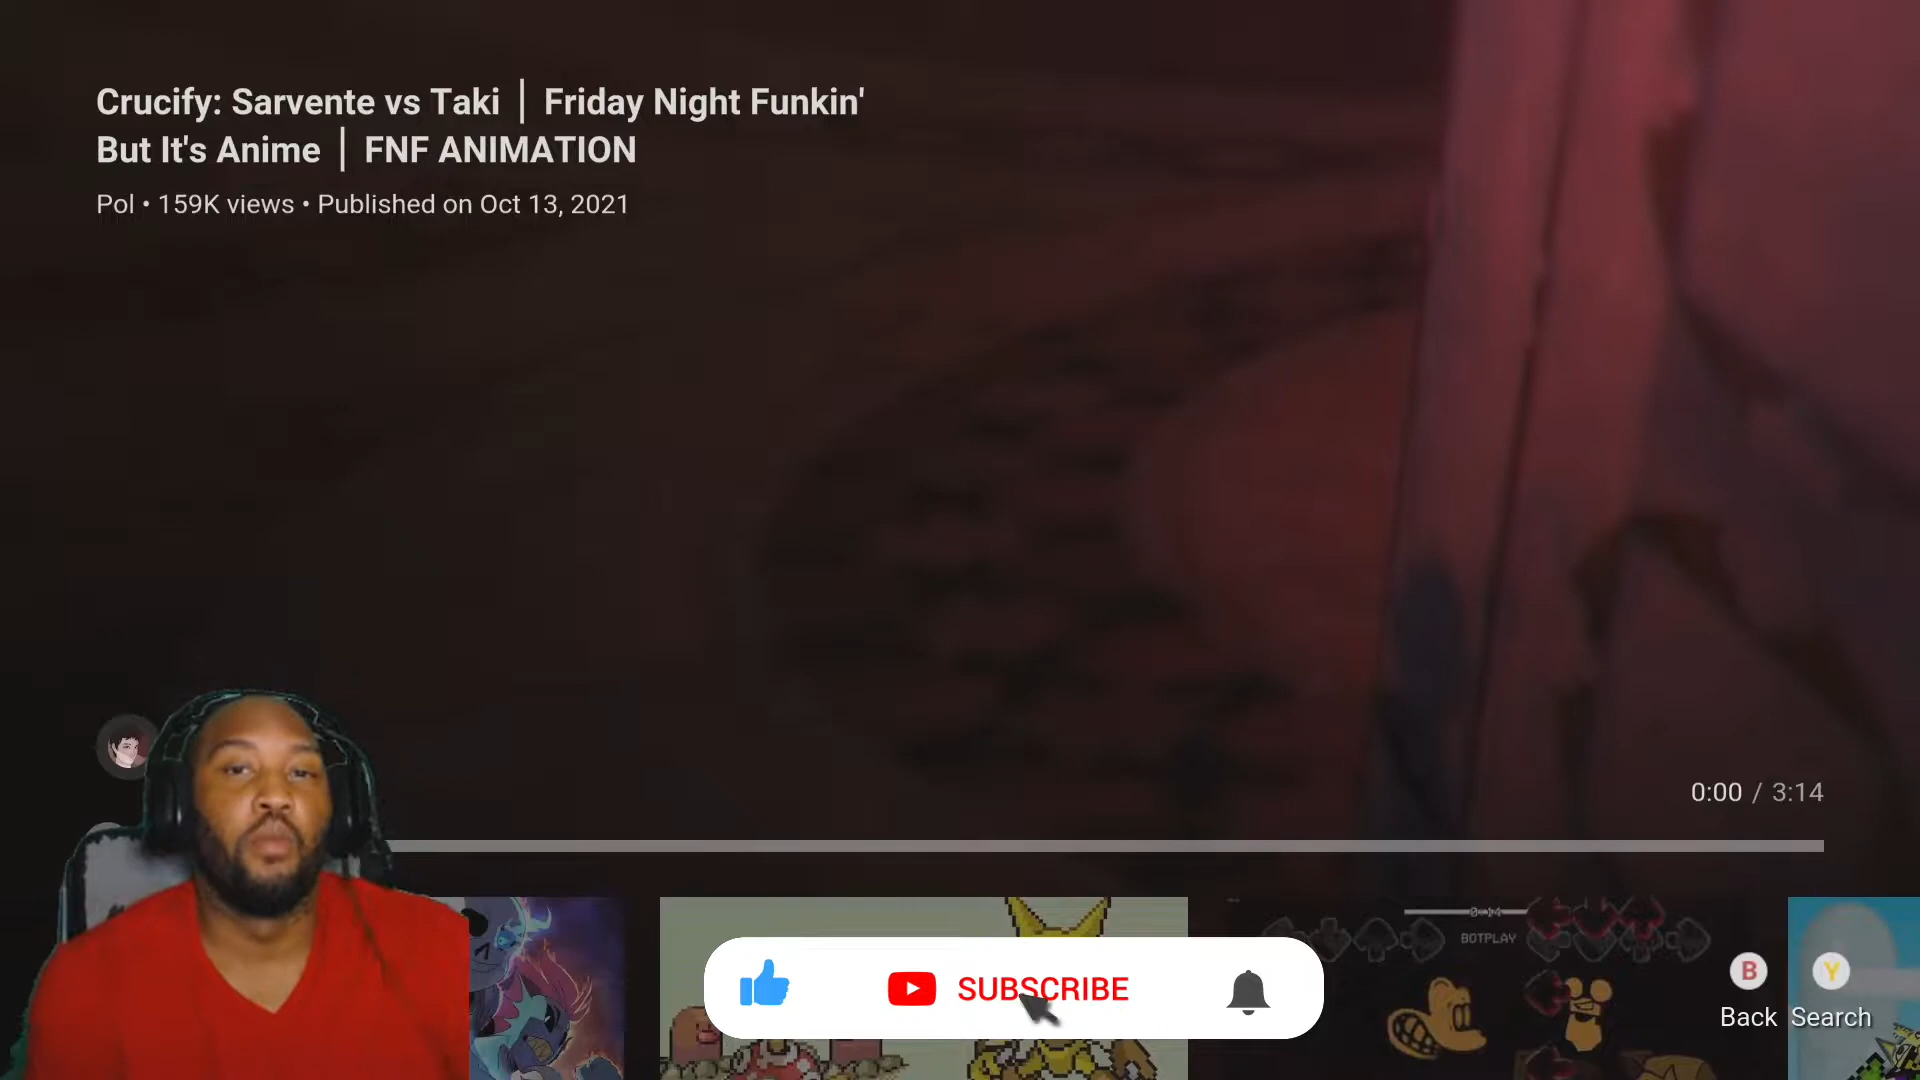 Crucify: Sarvente vs Taki │ Friday Night Funkin'
But It's Anime │ FNF ANIMATION
Pol • 159K views • Published on Oct 13, 2021
0:00 / 3:14
BOTPLAY
SUBSCRIBE
B Y
Back Search